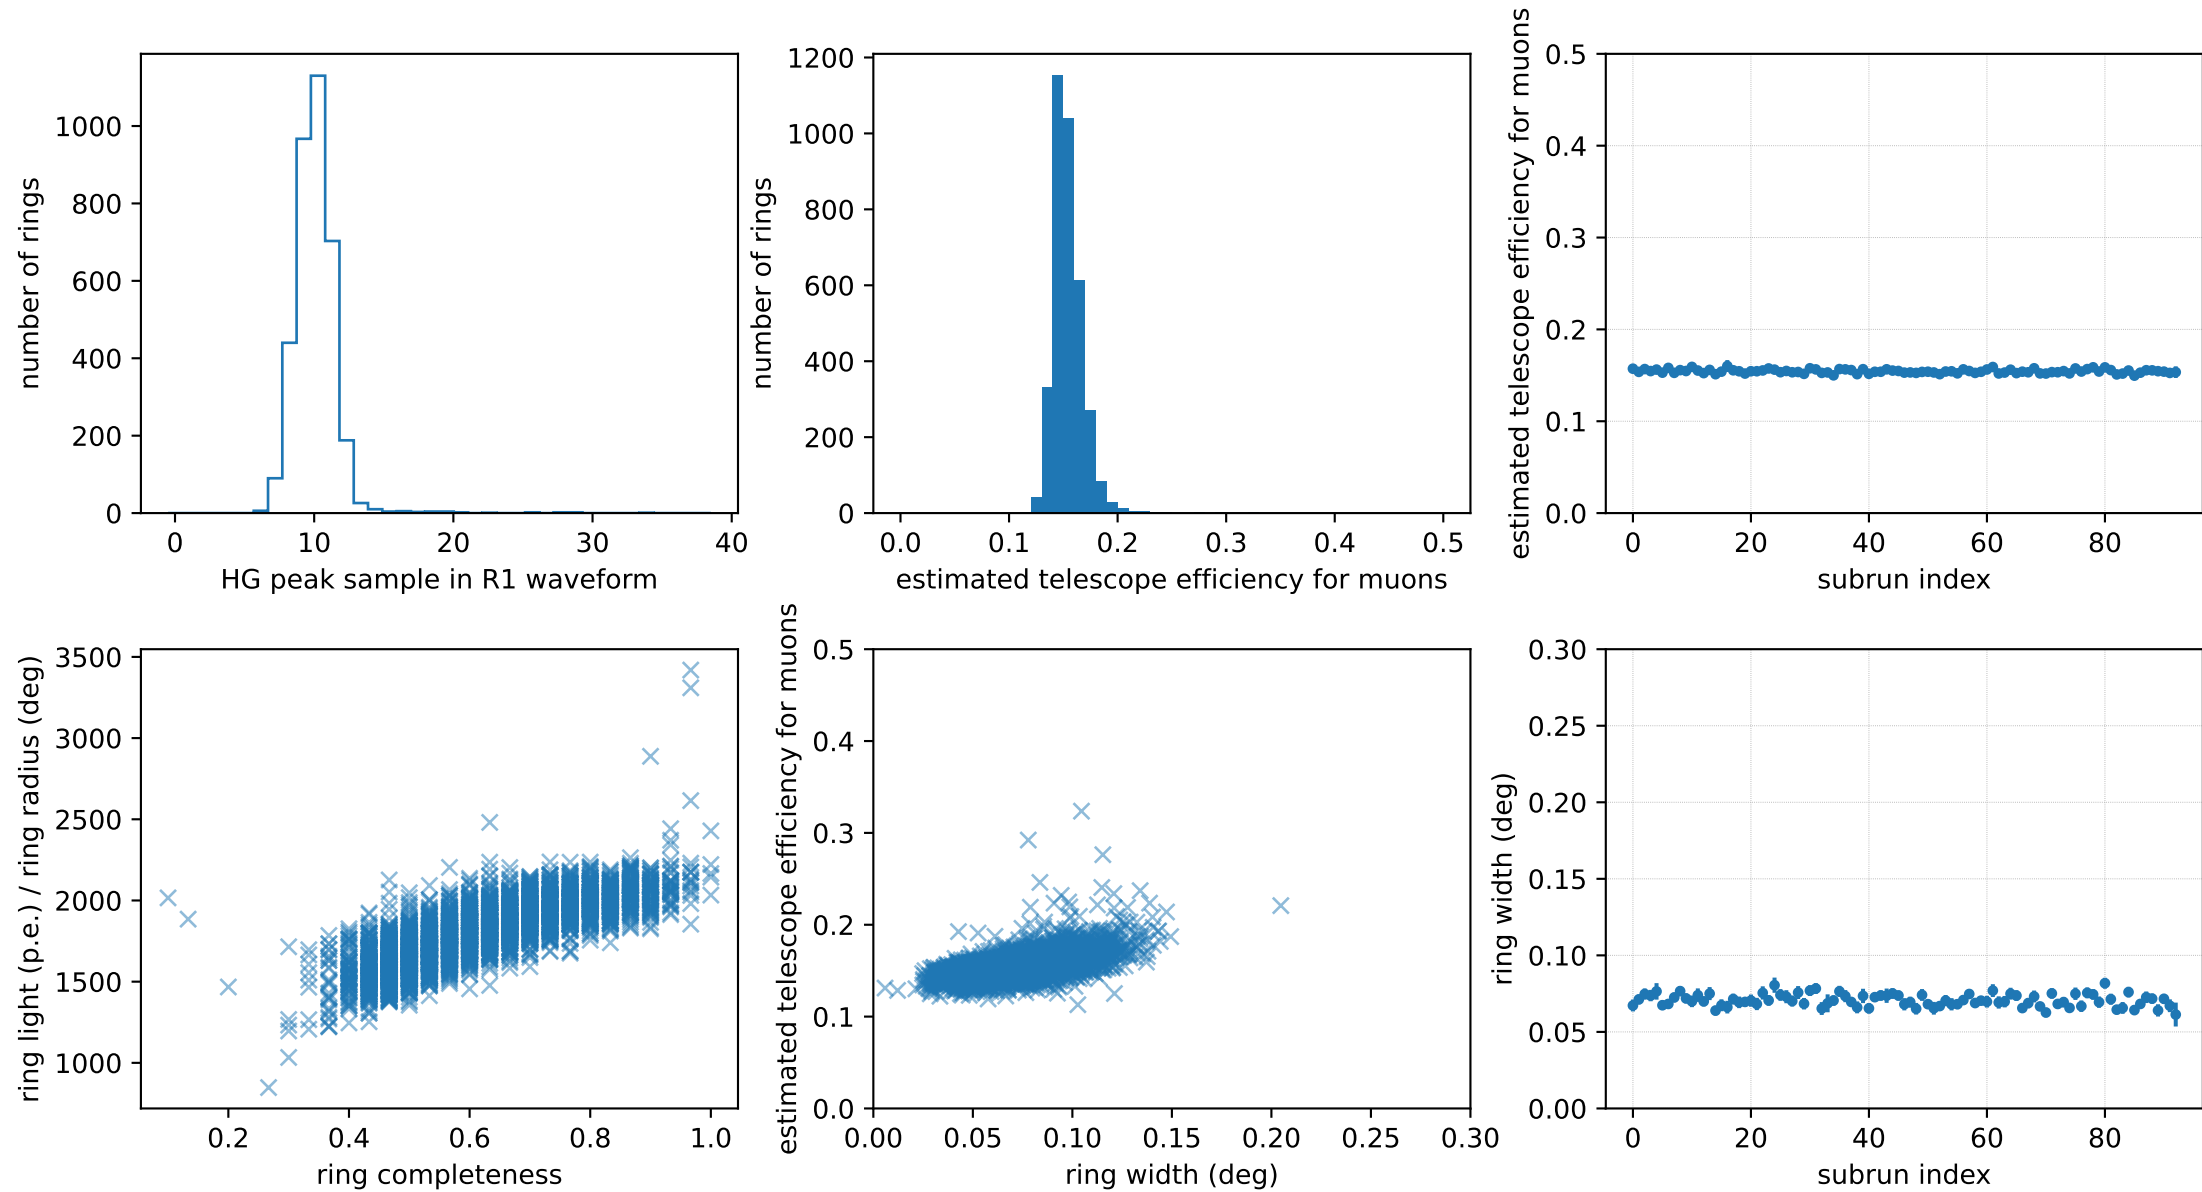 number of rings
1000
800
600
400
200
0
0 10 20 30 40
HG peak sample in R1 waveform
number of rings
1200
1000
800
600
400
200
0
0.0 0.1 0.2 0.3 0.4 0.5
estimated telescope efficiency for muons
estimated telescope efficiency for muons
0.5
0.4
0.3
0.2
0.1
0.0
0 20 40 60 80
subrun index
ring light (p.e.) / ring radius (deg)
3500
3000
2500
2000
1500
1000
0.2 0.4 0.6 0.8 1.0
ring completeness
estimated telescope efficiency for muons
0.5
0.4
0.3
0.2
0.1
0.0
0.00 0.05 0.10 0.15 0.20 0.25 0.30
ring width (deg)
ring width (deg)
0.30
0.25
0.20
0.15
0.10
0.05
0.00
0 20 40 60 80
subrun index